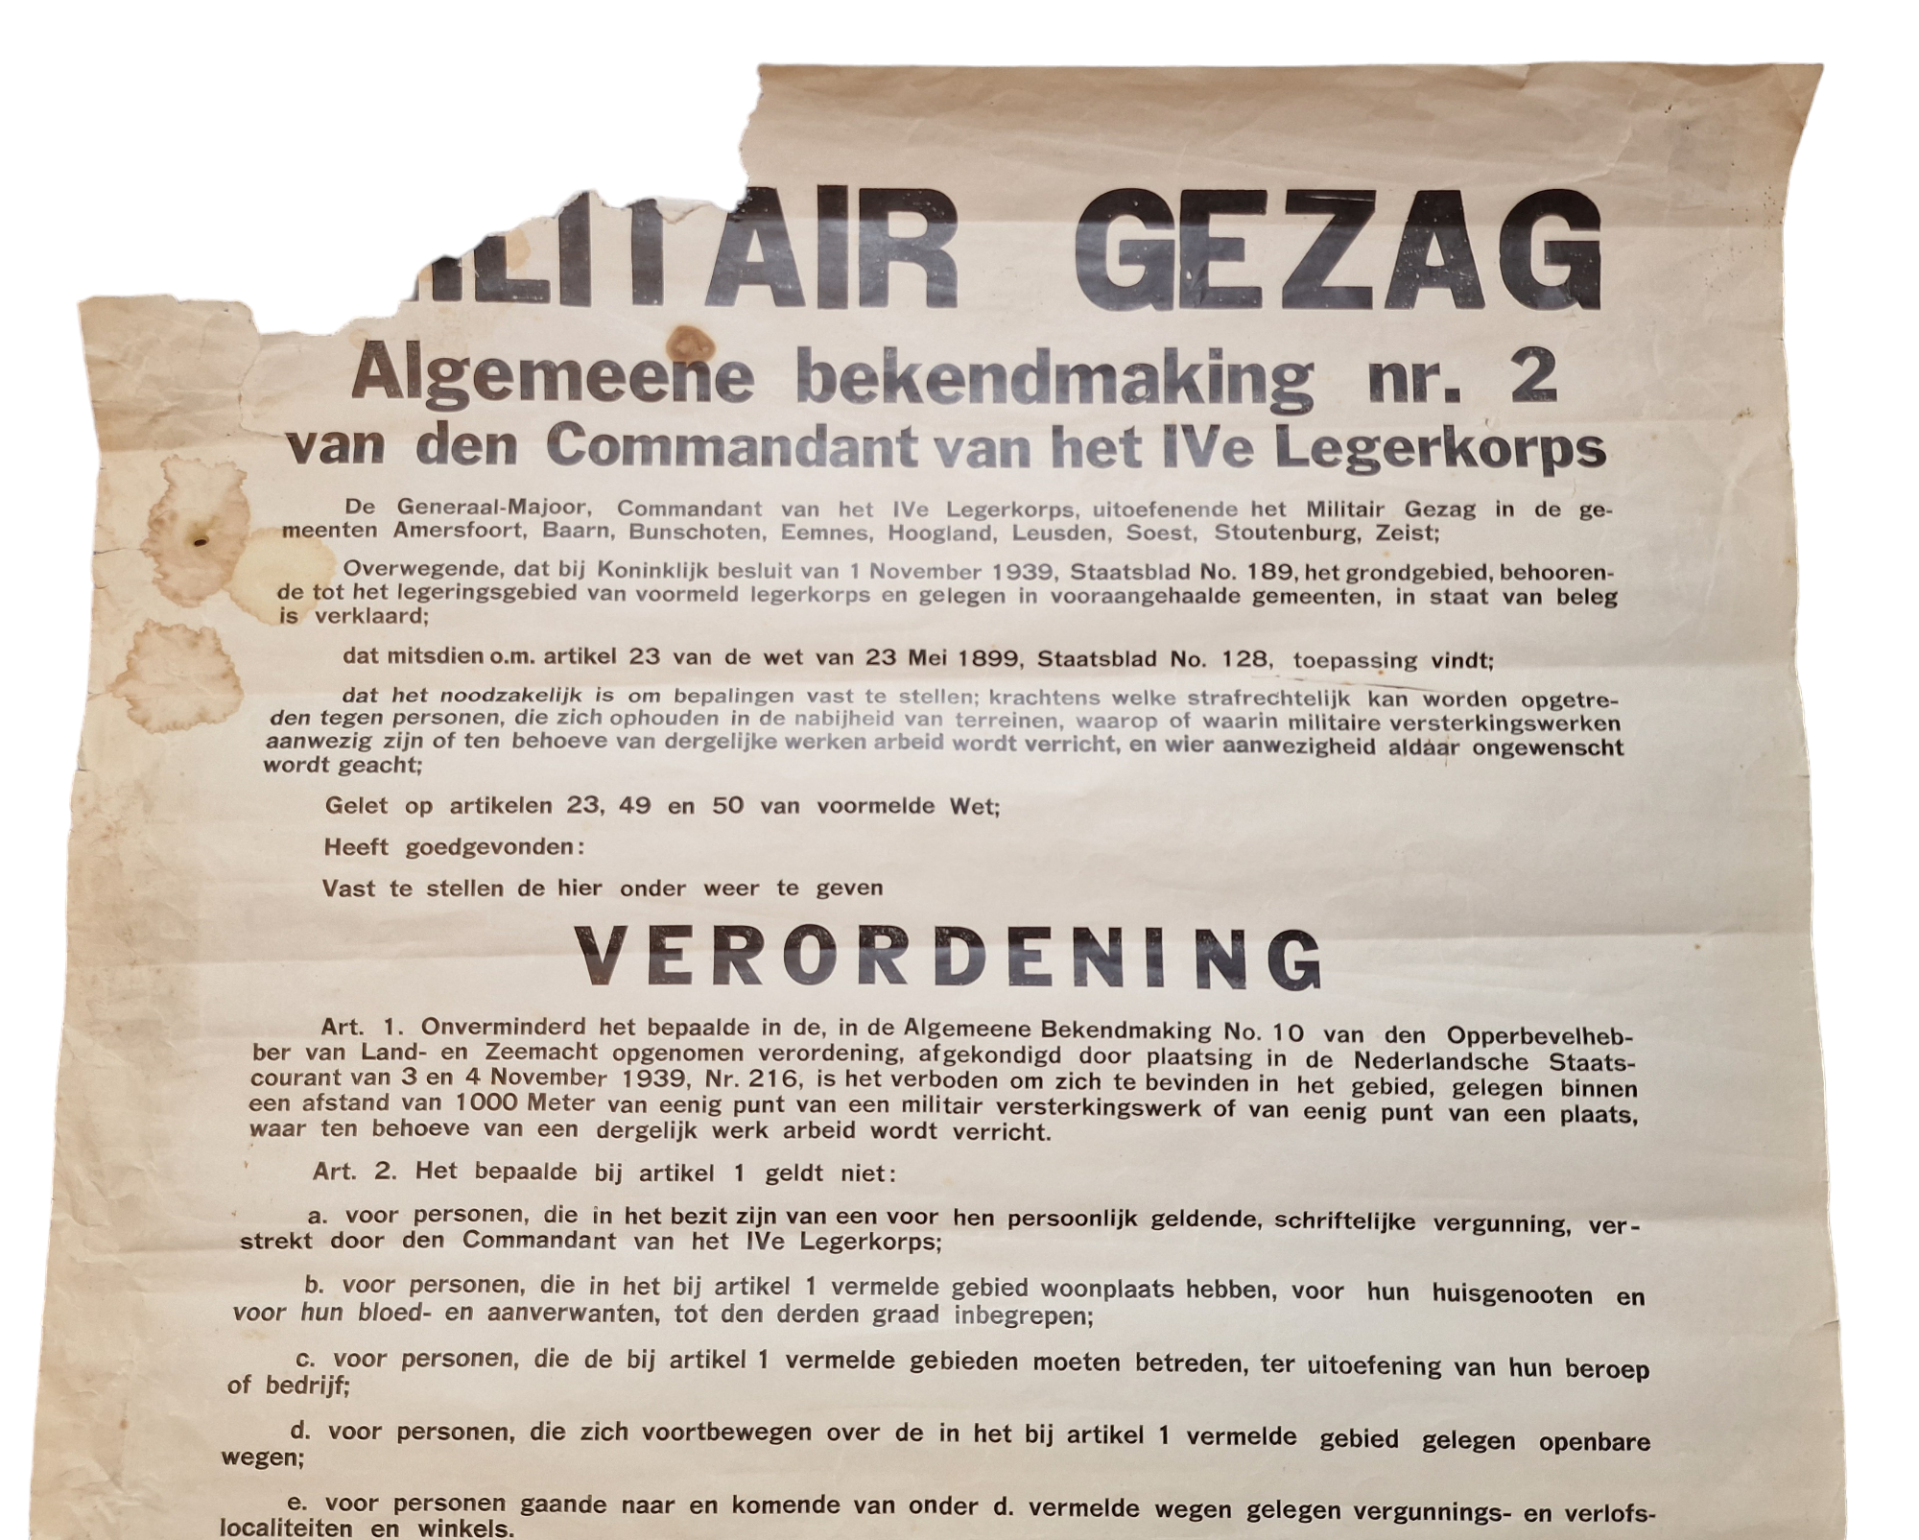 MILITAIR GEZAG
Algemeene bekendmaking nr. 2
van den Commandant van het IVe Legerkorps
De Generaal-Majoor, Commandant van het IVe Legerkorps, uitoefenende het Militair Gezag in de ge-
meenten Amersfoort, Baarn, Bunschoten, Eemnes, Hoogland, Leusden, Soest, Stoutenburg, Zeist;
Overwegende, dat bij Koninklijk besluit van 1 November 1939, Staatsblad No. 189, het grondgebied, behooren-
de tot het legeringsgebied van voormeld legerkorps en gelegen in vooraangehaalde gemeenten, in staat van beleg
is verklaard;
dat mitsdien o.m. artikel 23 van de wet van 23 Mei 1899, Staatsblad No. 128, toepassing vindt;
dat het noodzakelijk is om bepalingen vast te stellen; krachtens welke strafrechtelijk kan worden opgetre-
den tegen personen, die zich ophouden in de nabijheid van terreinen, waarop of waarin militaire versterkingswerken
aanwezig zijn of ten behoeve van dergelijke werken arbeid wordt verricht, en wier aanwezigheid aldaar ongewenscht
wordt geacht;
Gelet op artikelen 23, 49 en 50 van voormelde Wet;
Heeft goedgevonden:
Vast te stellen de hier onder weer te geven
VERORDENING
Art. 1. Onverminderd het bepaalde in de, in de Algemeene Bekendmaking No. 10 van den Opperbevelheb-
ber van Land- en Zeemacht opgenomen verordening, afgekondigd door plaatsing in de Nederlandsche Staats-
courant van 3 en 4 November 1939, Nr. 216, is het verboden om zich te bevinden in het gebied, gelegen binnen
een afstand van 1000 Meter van eenig punt van een militair versterkingswerk of van eenig punt van een plaats,
waar ten behoeve van een dergelijk werk arbeid wordt verricht.
Art. 2. Het bepaalde bij artikel 1 geldt niet:
a. voor personen, die in het bezit zijn van een voor hen persoonlijk geldende, schriftelijke vergunning, ver-
strekt door den Commandant van het IVe Legerkorps;
b. voor personen, die in het bij artikel 1 vermelde gebied woonplaats hebben, voor hun huisgenooten en
voor hun bloed- en aanverwanten, tot den derden graad inbegrepen;
c. voor personen, die de bij artikel 1 vermelde gebieden moeten betreden, ter uitoefening van hun beroep
of bedrijf;
d. voor personen, die zich voortbewegen over de in het bij artikel 1 vermelde gebied gelegen openbare
wegen;
e. voor personen gaande naar en komende van onder d. vermelde wegen gelegen vergunnings- en verlofs-
localiteiten en winkels.